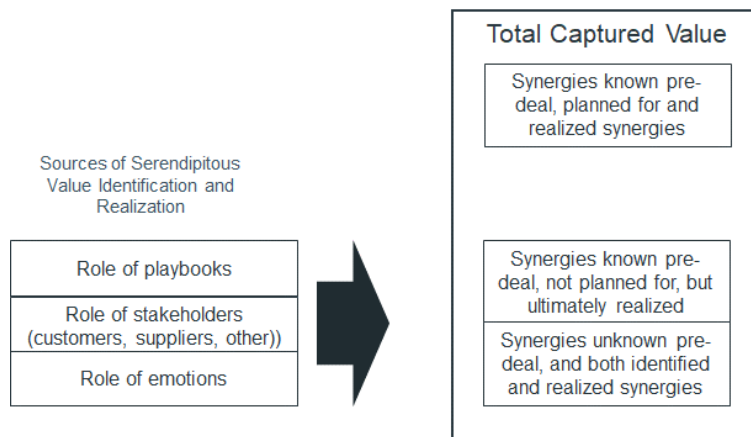 Total Captured Value
Synergies known pre-
deal, planned for and
realized synergies
Sources of Serendipitous
Value Identification and
Realization
Role of playbooks
Role of stakeholders
(customers, suppliers, other))
Role of emotions
Synergies known pre-
deal, not planned for, but
ultimately realized
Synergies unknown pre-
deal, and both identified
and realized synergies